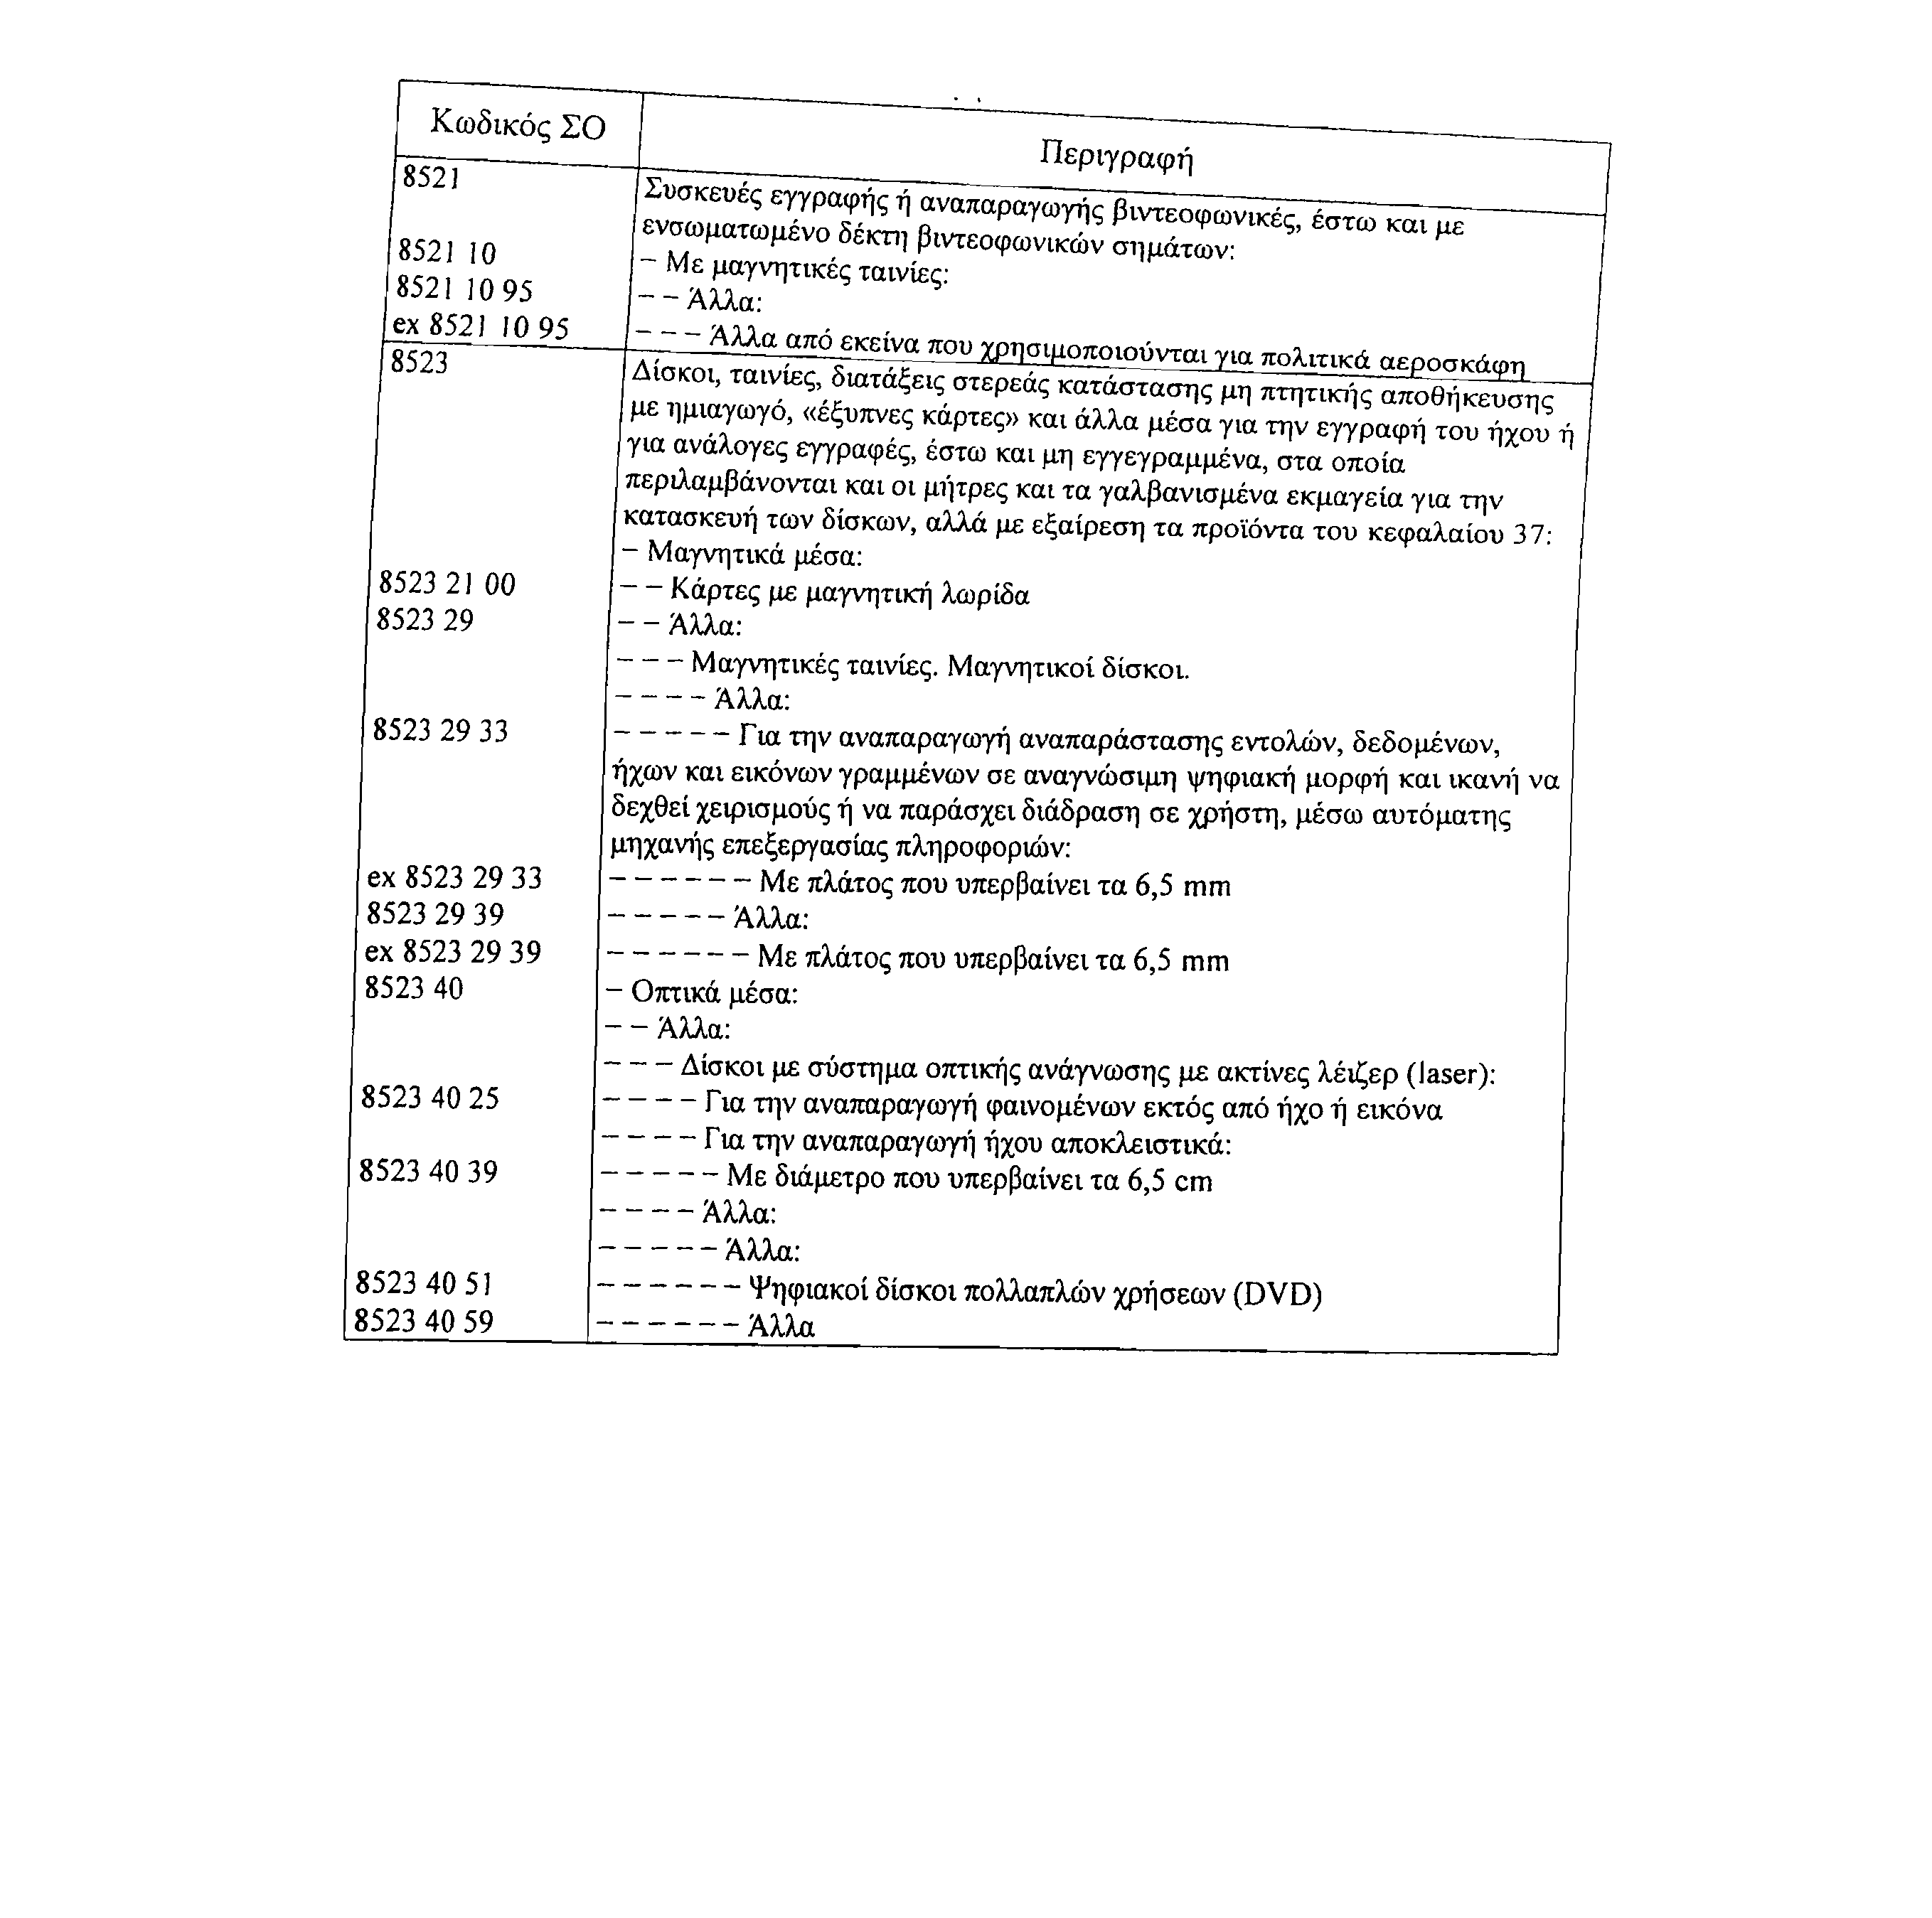 Κωδικός ΣΟ
Περιγραφή
8521
Συσκευές εγγραφής ή αναπαραγωγής βιντεοφωνικές, έστω και με
ενσωματωμένο δέκτη βιντεοφωνικών σημάτων:
8521 10
– Με μαγνητικές ταινίες:
8521 10 95
– – Άλλα:
ex 8521 10 95
– – – Άλλα από εκείνα που χρησιμοποιούνται για πολιτικά αεροσκάφη
8523
Δίσκοι, ταινίες, διατάξεις στερεάς κατάστασης μη πτητικής αποθήκευσης
με ημιαγωγό, «έξυπνες κάρτες» και άλλα μέσα για την εγγραφή του ήχου ή
για ανάλογες εγγραφές, έστω και μη εγγεγραμμένα, στα οποία
περιλαμβάνονται και οι μήτρες και τα γαλβανισμένα εκμαγεία για την
κατασκευή των δίσκων, αλλά με εξαίρεση τα προϊόντα του κεφαλαίου 37:
– Μαγνητικά μέσα:
8523 21 00
– – Κάρτες με μαγνητική λωρίδα
8523 29
– – Άλλα:
– – – Μαγνητικές ταινίες. Μαγνητικοί δίσκοι.
– – – – Άλλα:
8523 29 33
– – – – – Για την αναπαραγωγή αναπαράστασης εντολών, δεδομένων,
ήχων και εικόνων γραμμένων σε αναγνώσιμη ψηφιακή μορφή και ικανή να
δεχθεί χειρισμούς ή να παράσχει διάδραση σε χρήστη, μέσω αυτόματης
μηχανής επεξεργασίας πληροφοριών:
ex 8523 29 33
– – – – – – Με πλάτος που υπερβαίνει τα 6,5 mm
8523 29 39
– – – – – Άλλα:
ex 8523 29 39
– – – – – – Με πλάτος που υπερβαίνει τα 6,5 mm
8523 40
– Οπτικά μέσα:
– – Άλλα:
– – – Δίσκοι με σύστημα οπτικής ανάγνωσης με ακτίνες λέιζερ (laser):
8523 40 25
– – – – Για την αναπαραγωγή φαινομένων εκτός από ήχο ή εικόνα
– – – – Για την αναπαραγωγή ήχου αποκλειστικά:
8523 40 39
– – – – – Με διάμετρο που υπερβαίνει τα 6,5 cm
– – – – Άλλα:
– – – – – Άλλα:
8523 40 51
– – – – – – Ψηφιακοί δίσκοι πολλαπλών χρήσεων (DVD)
8523 40 59
– – – – – – Άλλα